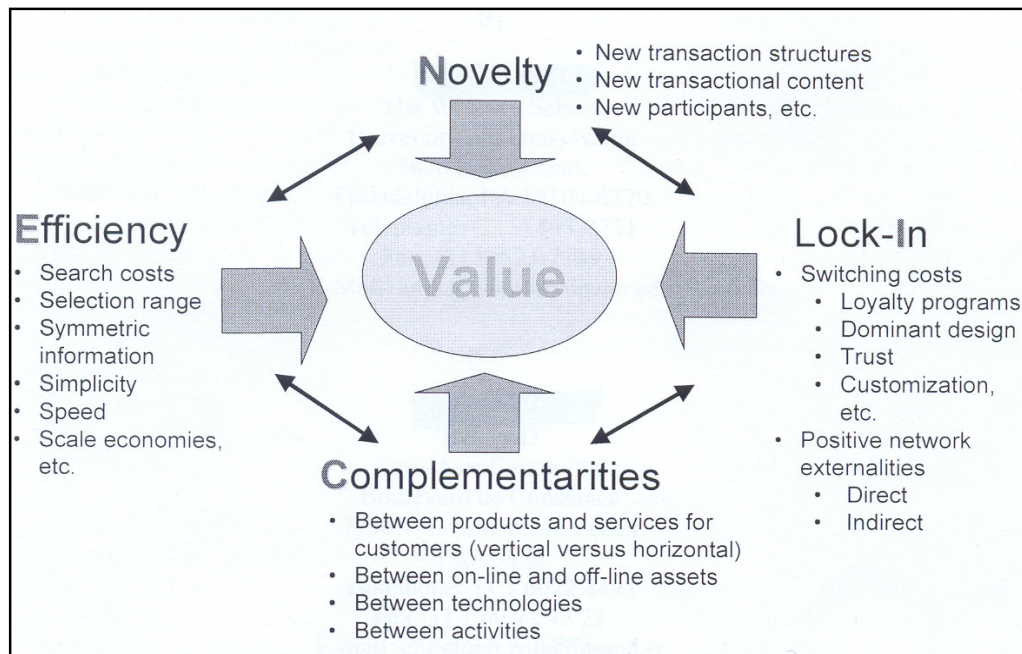 Novelty
• New transaction structures
• New transactional content
• New participants, etc.
Efficiency
• Search costs
• Selection range
• Symmetric
information
• Simplicity
• Speed
• Scale economies,
etc.
Value
Lock-In
• Switching costs
• Loyalty programs
• Dominant design
• Trust
• Customization,
etc.
• Positive network
externalities
• Direct
• Indirect
Complementarities
• Between products and services for
customers (vertical versus horizontal)
• Between on-line and off-line assets
• Between technologies
• Between activities